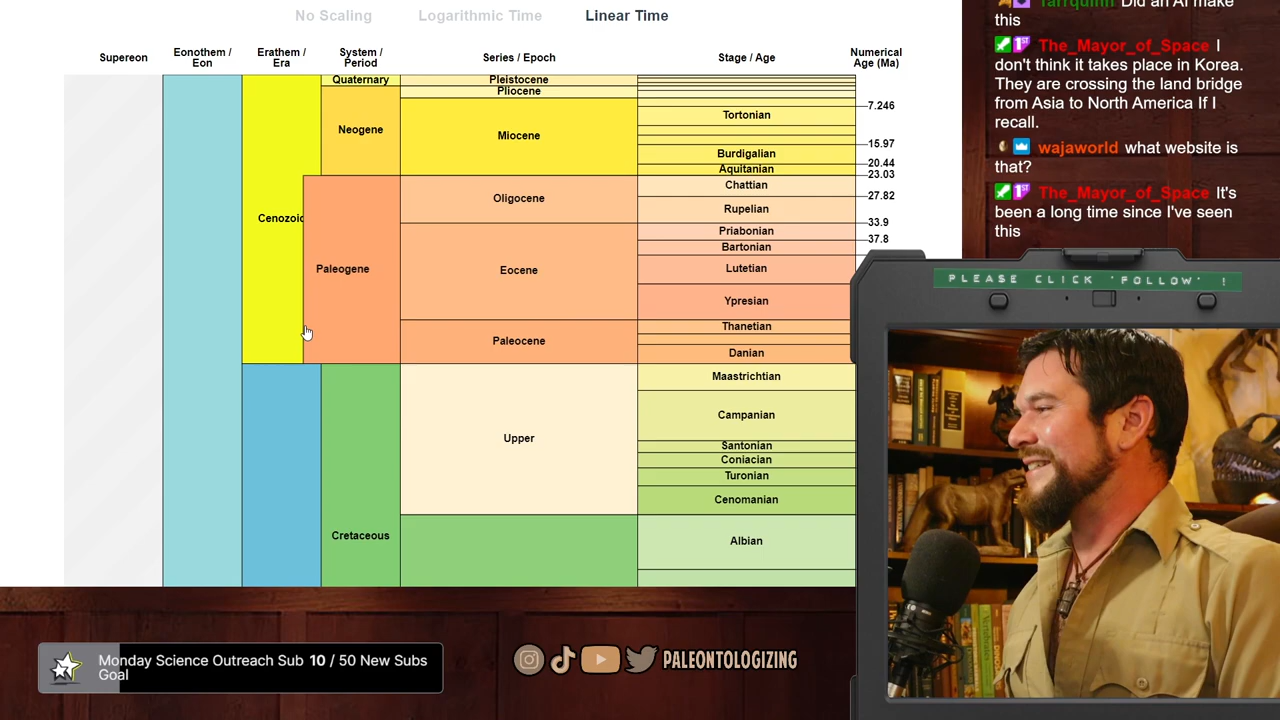 No Scaling
Logarithmic Time
Linear Time
Supereon
Eonothem /
Eon
Erathem /
Era
System /
Period
Series / Epoch
Stage / Age
Numerical
Age (Ma)
Quaternary
Pleistocene
Pliocene
7.246
Tortonian
Neogene
Miocene
15.97
Burdigalian
20.44
Aquitanian
23.03
Chattian
27.82
Oligocene
Rupelian
Cenozoic
33.9
Priabonian
37.8
Bartonian
Paleogene
Eocene
Lutetian
Ypresian
Thanetian
Paleocene
Danian
Maastrichtian
Campanian
Upper
Santonian
Coniacian
Turonian
Cenomanian
Cretaceous
Albian
Tarrquinn Did an AI make
this
The_Mayor_of_Space I
don't think it takes place in Korea.
They are crossing the land bridge
from Asia to North America If I
recall.
wajaworld what website is
that?
The_Mayor_of_Space It's
been a long time since I've seen
this
PLEASE CLICK 'FOLLOW' !
Monday Science Outreach Sub 10 / 50 New Subs
Goal
PALEONTOLOGIZING